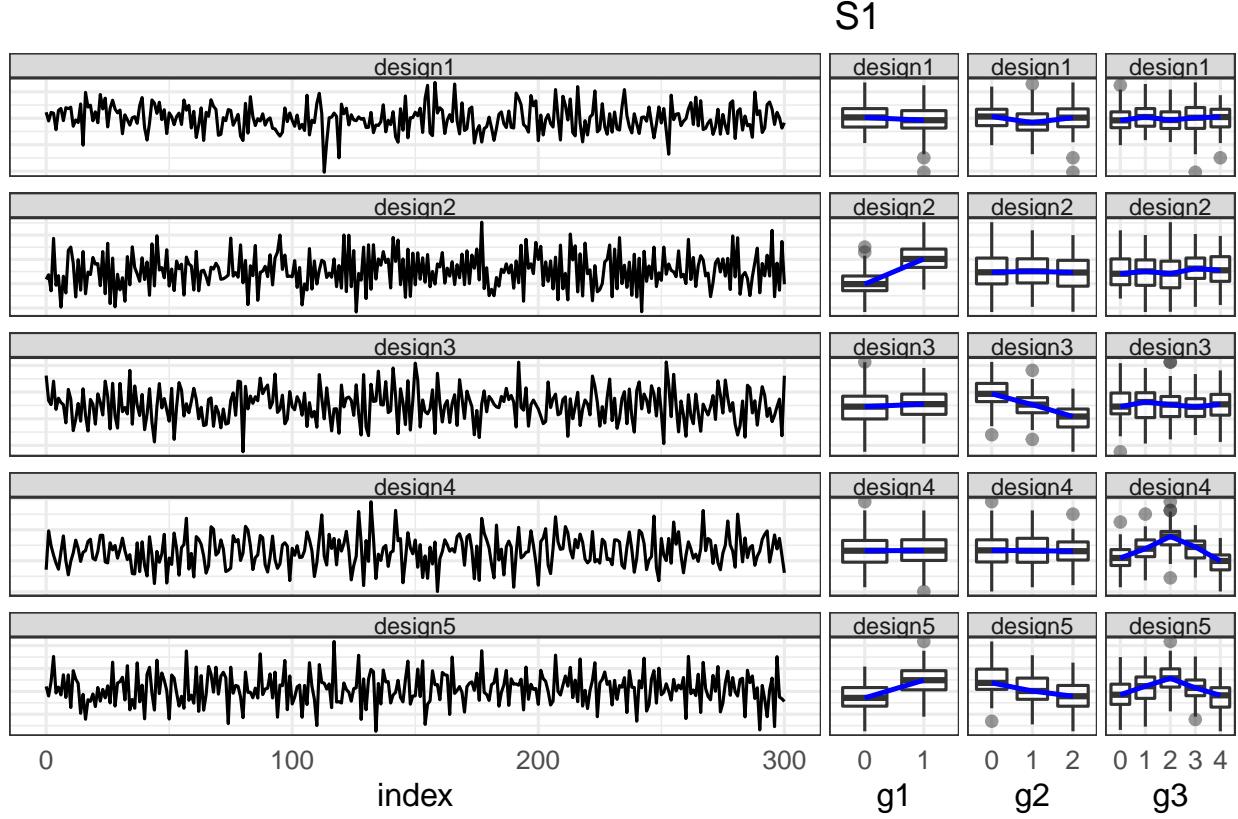 S1
design1 design1 design1 design1
design2 design2 design2 design2
design3 design3 design3 design3
design4 design4 design4 design4
design5 design5 design5 design5
0 100 200 300 0 1 0 1 2 0 1 2 3 4
index g1 g2 g3